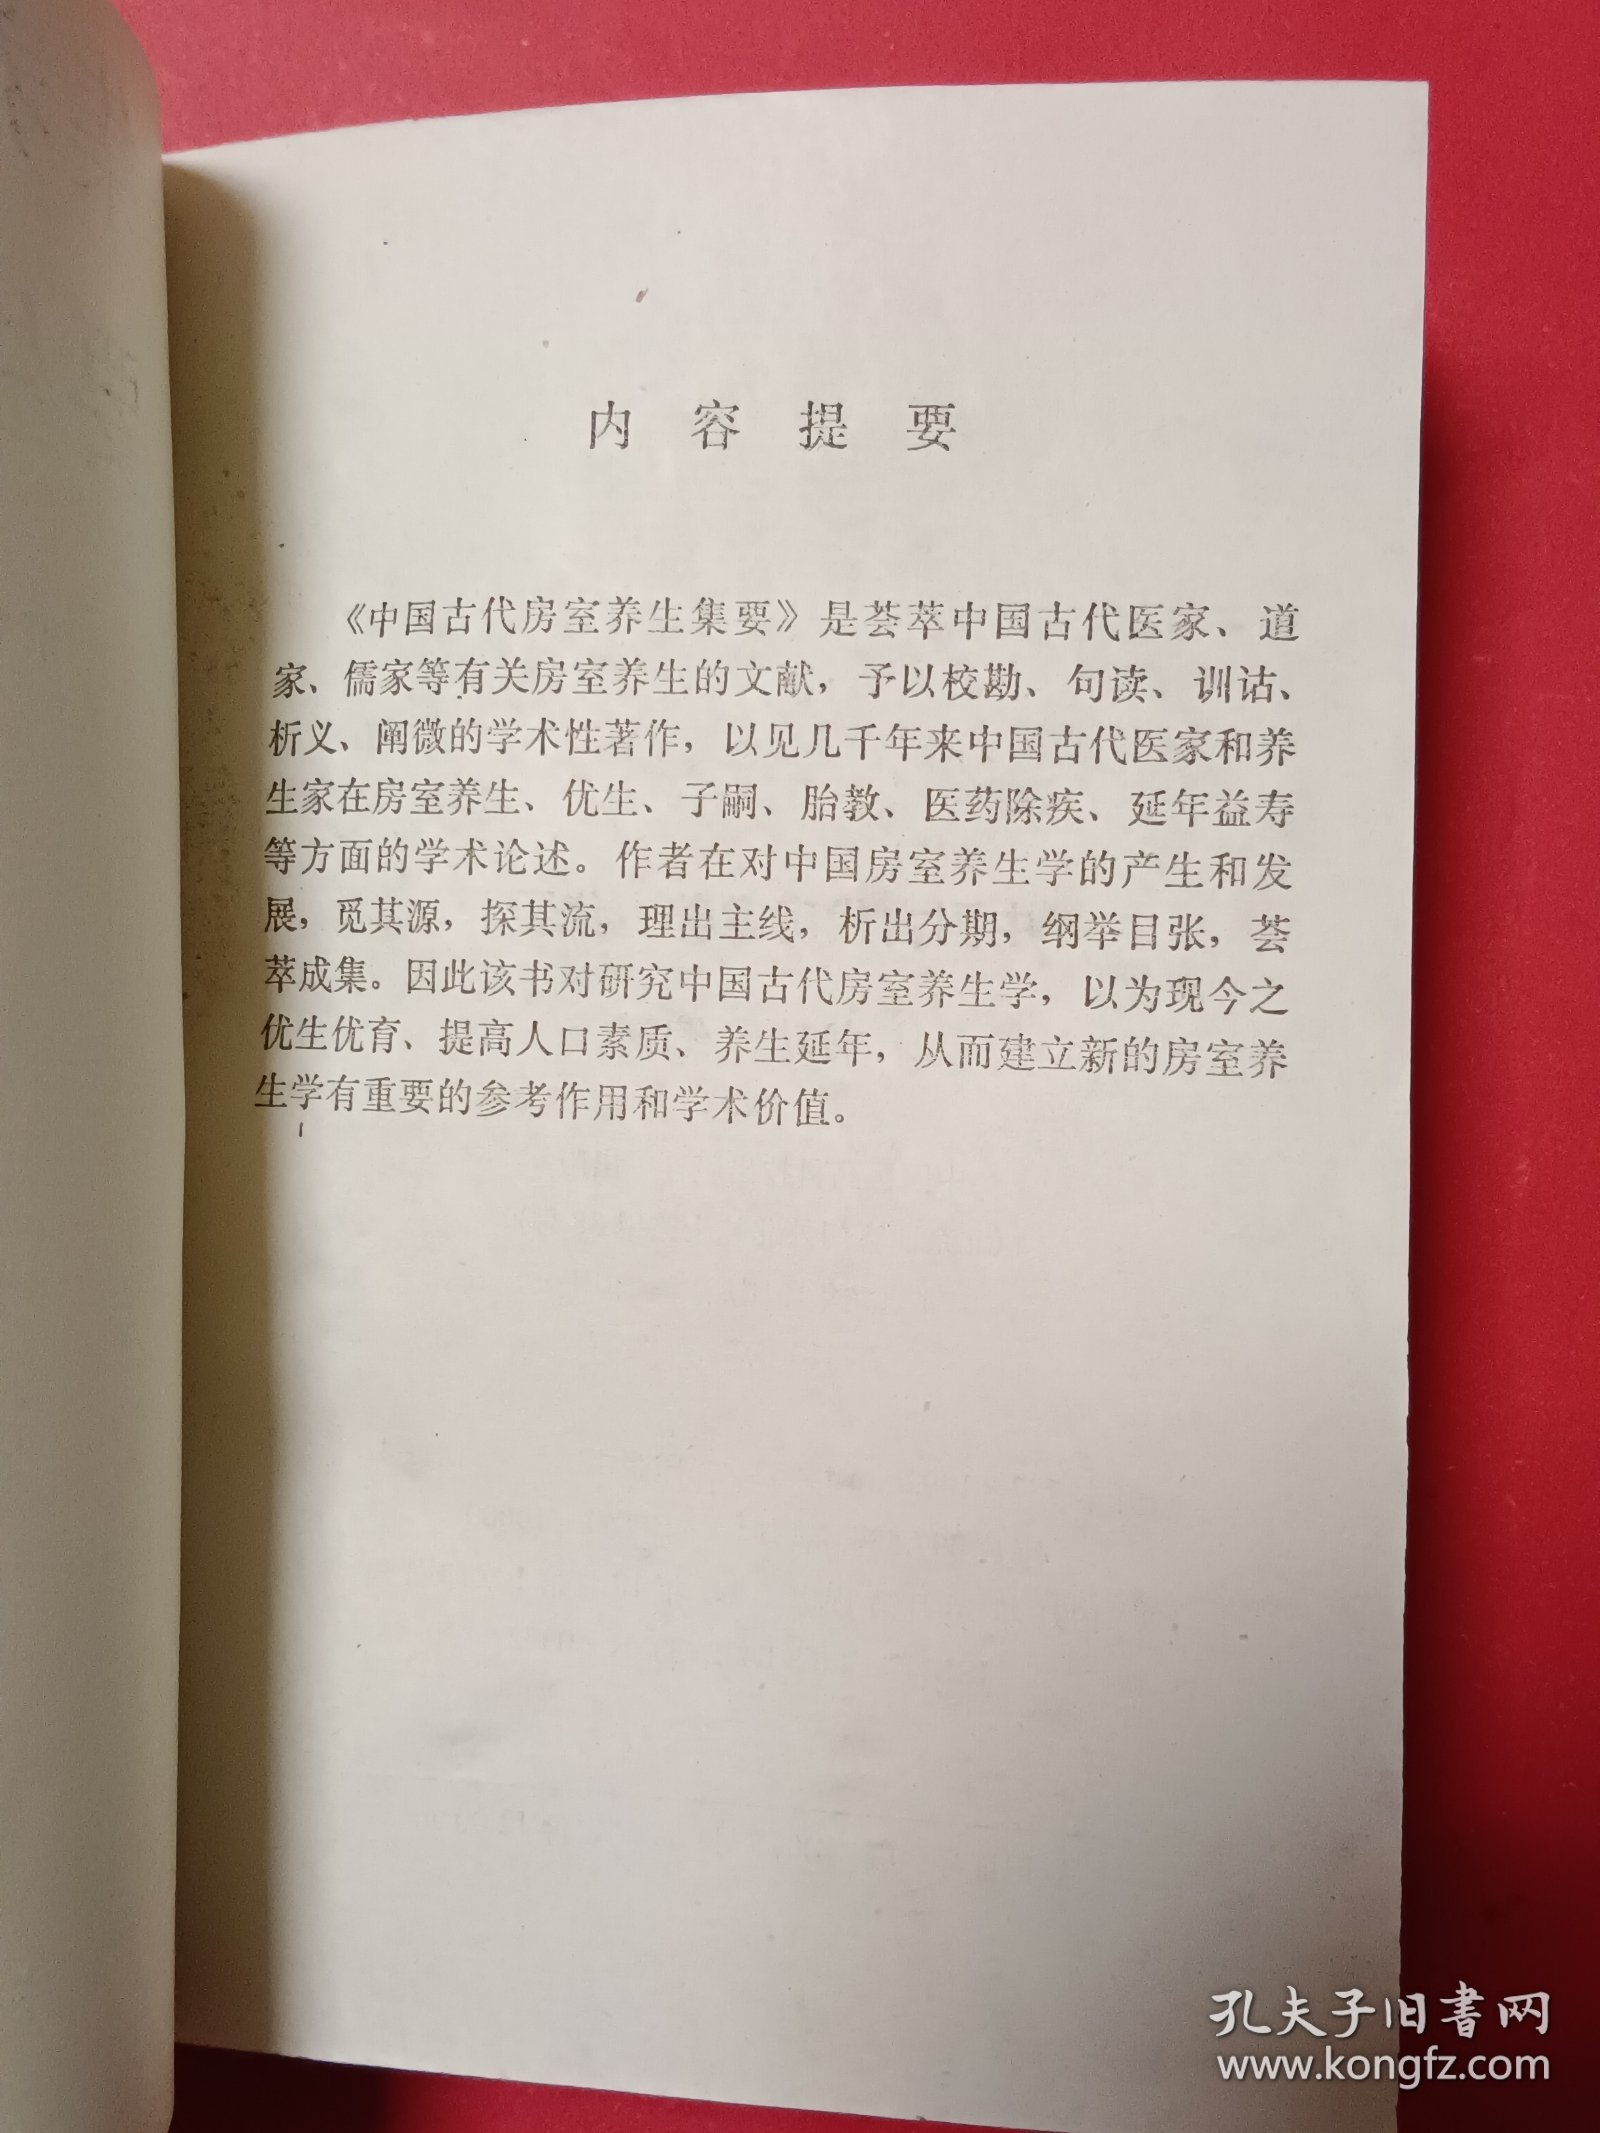 内容提要
《中国古代房室养生集要》是荟萃中国古代医家、道
家、儒家等有关房室养生的文献，予以校勘、句读、训诂、
析义、阐微的学术性著作，以见几千年来中国古代医家和养
生家在房室养生、优生、子嗣、胎教、医药除疾、延年益寿
等方面的学术论述。作者在对中国房室养生学的产生和发
展，觅其源，探其流，理出主线，析出分期，纲举目张，荟
萃成集。因此该书对研究中国古代房室养生学，以为现今之
优生优育、提高人口素质、养生延年，从而建立新的房室养
生学有重要的参考作用和学术价值。
孔夫子旧书网
www.kongfz.com